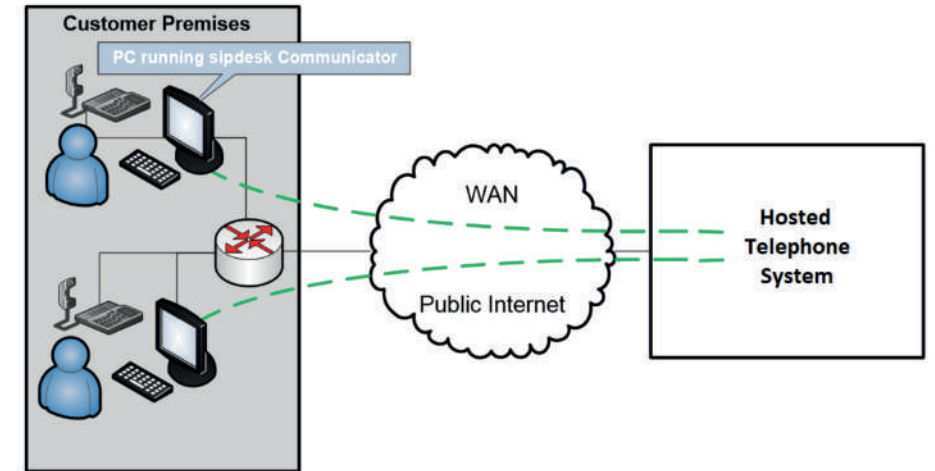 Customer Premises
PC running sipdesk Communicator
WAN
Public Internet
Hosted
Telephone
System